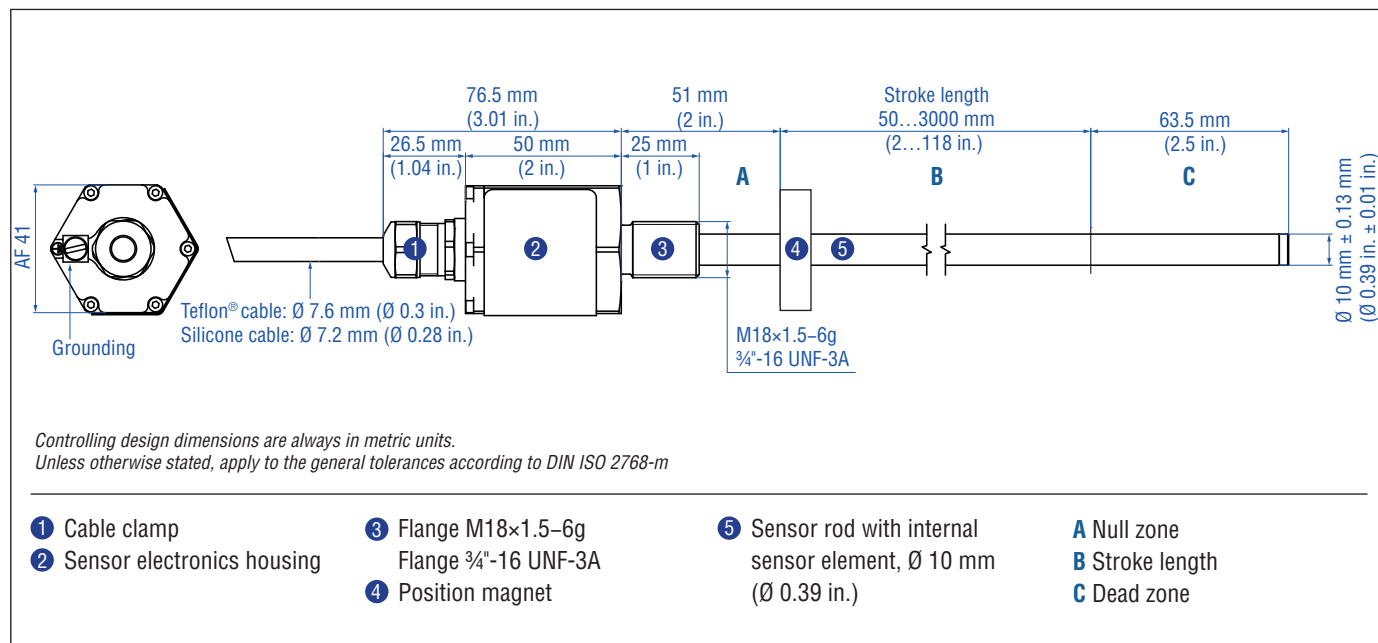 76.5 mm
(3.01 in.)
51 mm
(2 in.)
Stroke length
50…3000 mm
(2…118 in.)
63.5 mm
(2.5 in.)
26.5 mm
(1.04 in.)
50 mm
(2 in.)
25 mm
(1 in.)
A
B
C
AF 41
1
2
3
4
5
Ø 10 mm ± 0.13 mm
(Ø 0.39 in. ± 0.01 in.)
Teflon® cable: Ø 7.6 mm (Ø 0.3 in.)
Silicone cable: Ø 7.2 mm (Ø 0.28 in.)
Grounding
M18×1.5–6g
¾"-16 UNF-3A
Controlling design dimensions are always in metric units.
Unless otherwise stated, apply to the general tolerances according to DIN ISO 2768-m
1 Cable clamp
2 Sensor electronics housing
3 Flange M18×1.5–6g
Flange ¾"-16 UNF-3A
4 Position magnet
5 Sensor rod with internal
sensor element, Ø 10 mm
(Ø 0.39 in.)
A Null zone
B Stroke length
C Dead zone